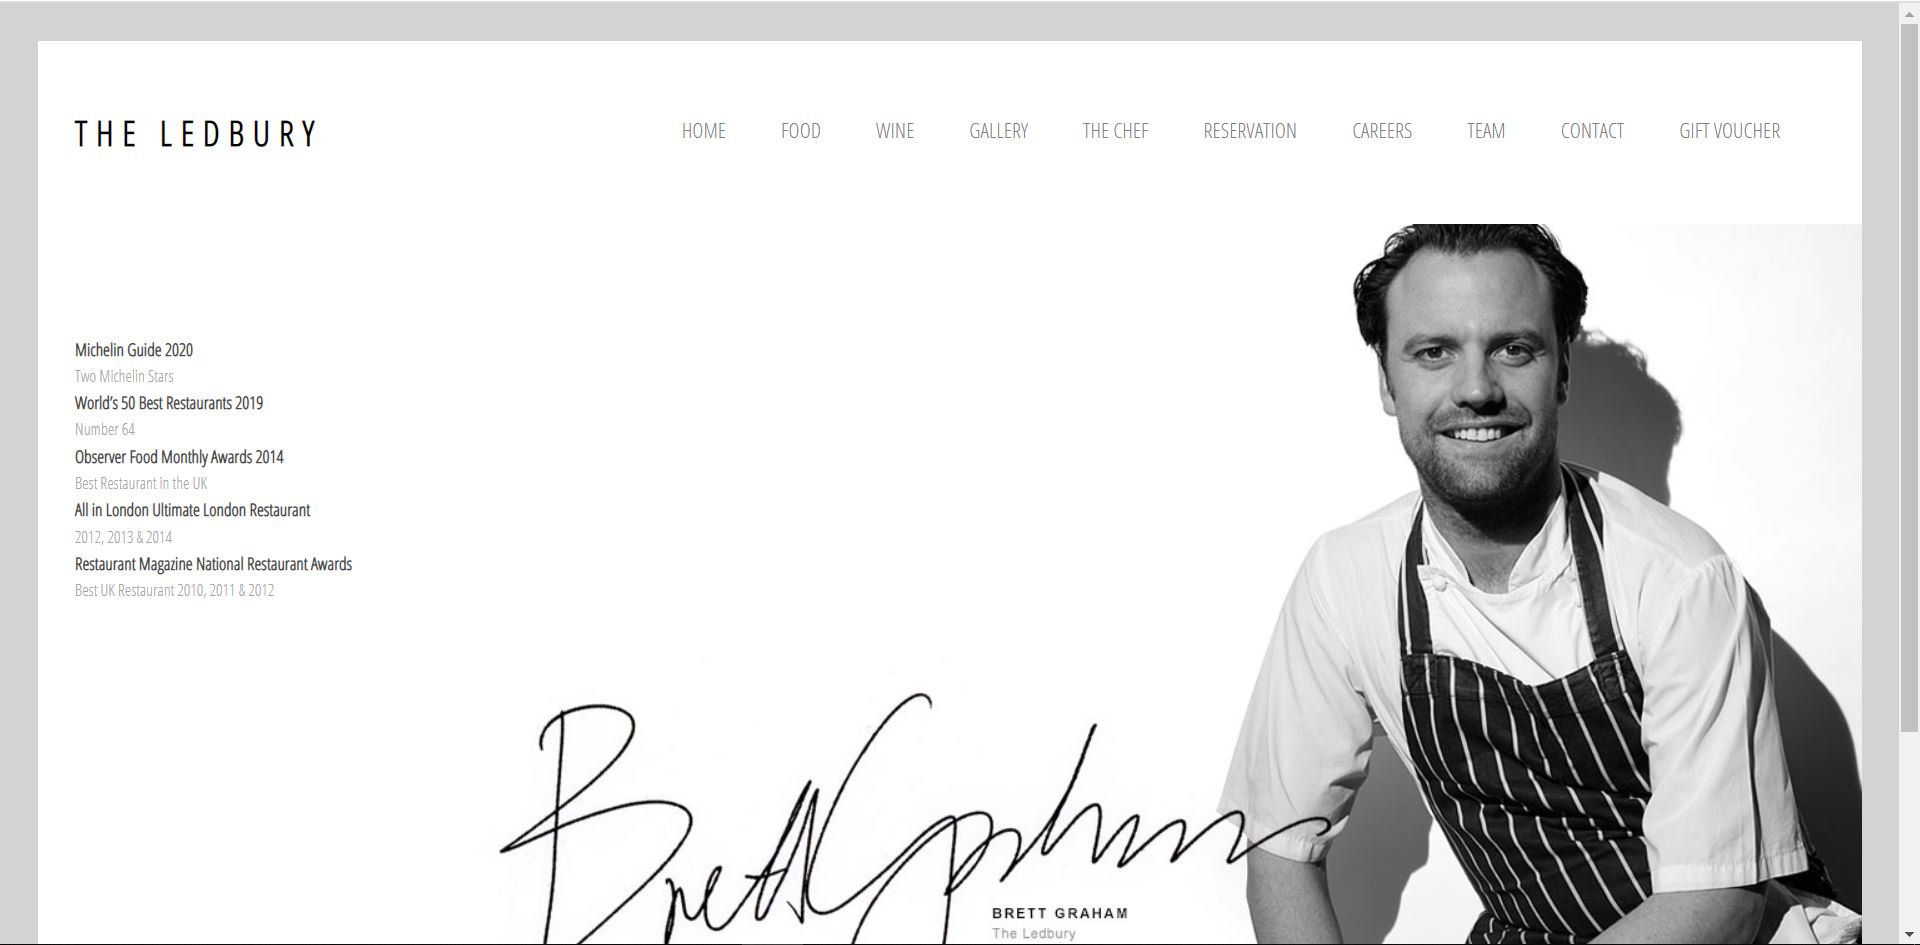 THE LEDBURY
HOME FOOD WINE GALLERY THE CHEF RESERVATION CAREERS TEAM CONTACT GIFT VOUCHER
Michelin Guide 2020
Two Michelin Stars
World's 50 Best Restaurants 2019
Number 64
Observer Food Monthly Awards 2014
Best Restaurant in the UK
All in London Ultimate London Restaurant
2012, 2013 & 2014
Restaurant Magazine National Restaurant Awards
Best UK Restaurant 2010, 2011 & 2012
Brett Graham
BRETT GRAHAM
The Ledbury